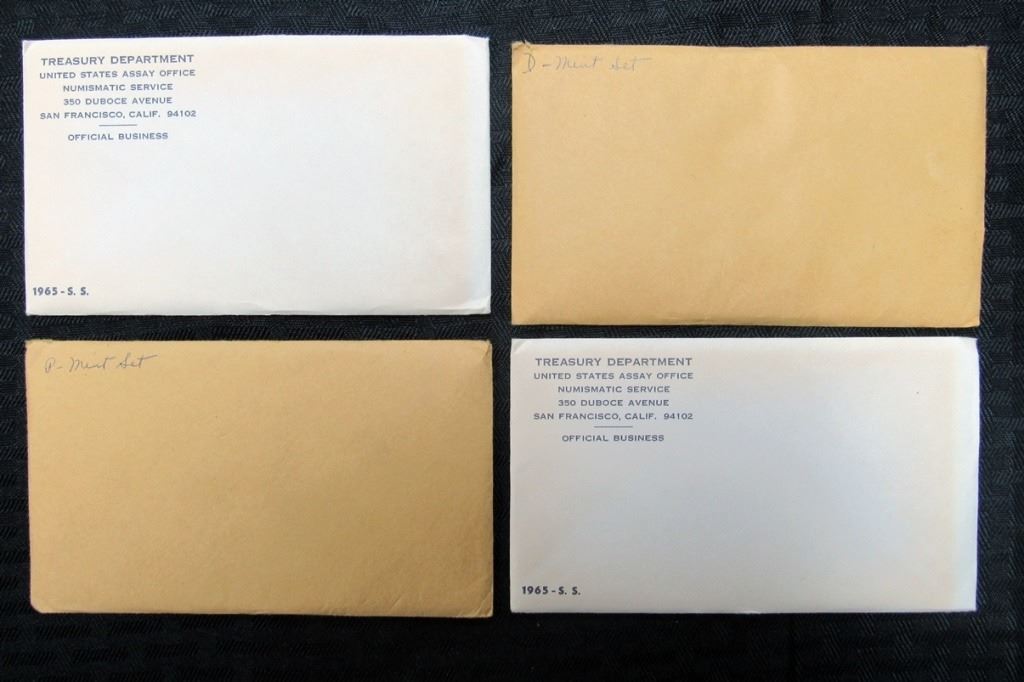 TREASURY DEPARTMENT
UNITED STATES ASSAY OFFICE
NUMISMATIC SERVICE
350 DUBOCE AVENUE
SAN FRANCISCO, CALIF. 94102
OFFICIAL BUSINESS
1965 - S. S.
D - Mint Set
P - Mint Set
TREASURY DEPARTMENT
UNITED STATES ASSAY OFFICE
NUMISMATIC SERVICE
350 DUBOCE AVENUE
SAN FRANCISCO, CALIF. 94102
OFFICIAL BUSINESS
1965 - S. S.